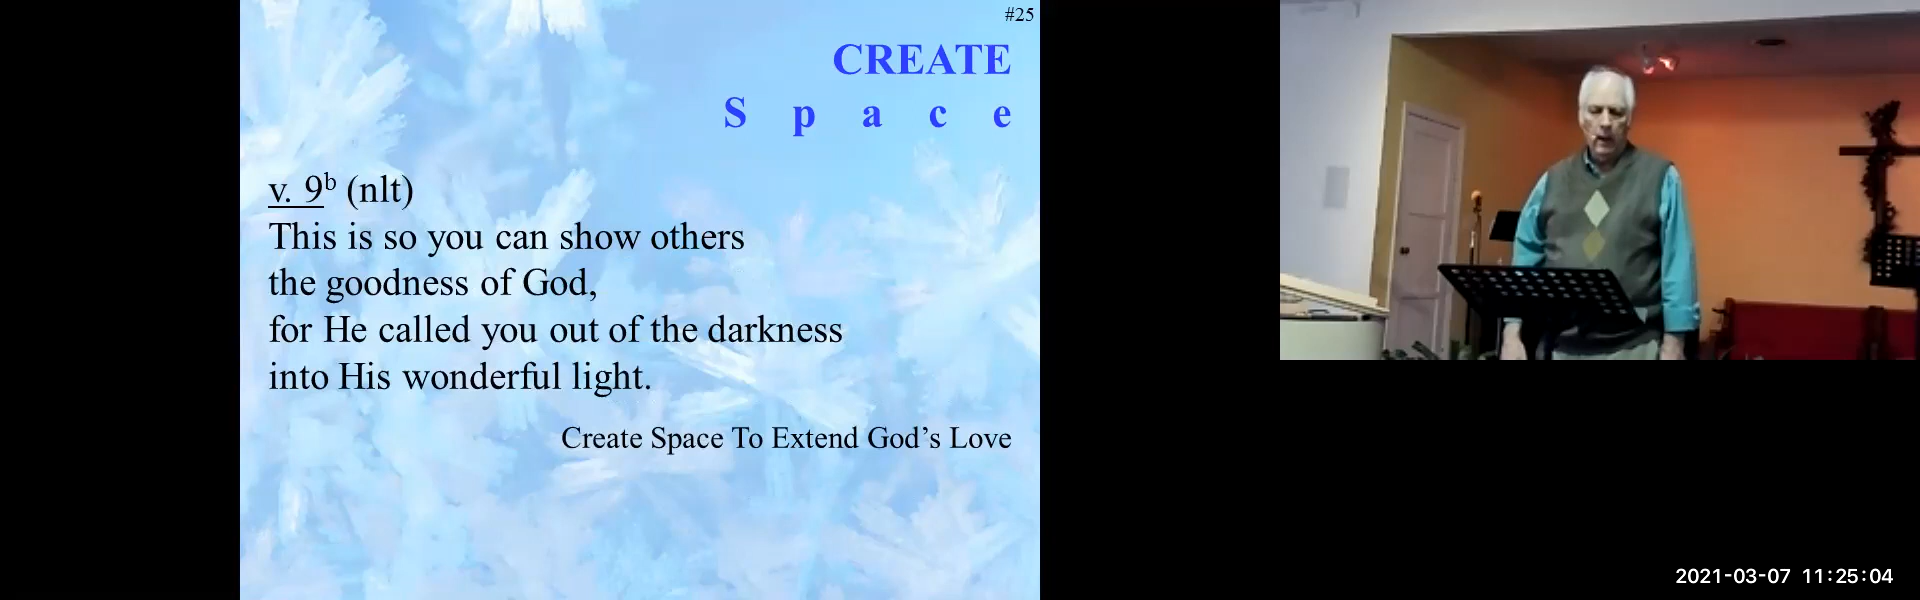 #25
CREATE
S p a c e
v. 9b (nlt)
This is so you can show others
the goodness of God,
for He called you out of the darkness
into His wonderful light.
Create Space To Extend God’s Love
2021-03-07 11:25:04